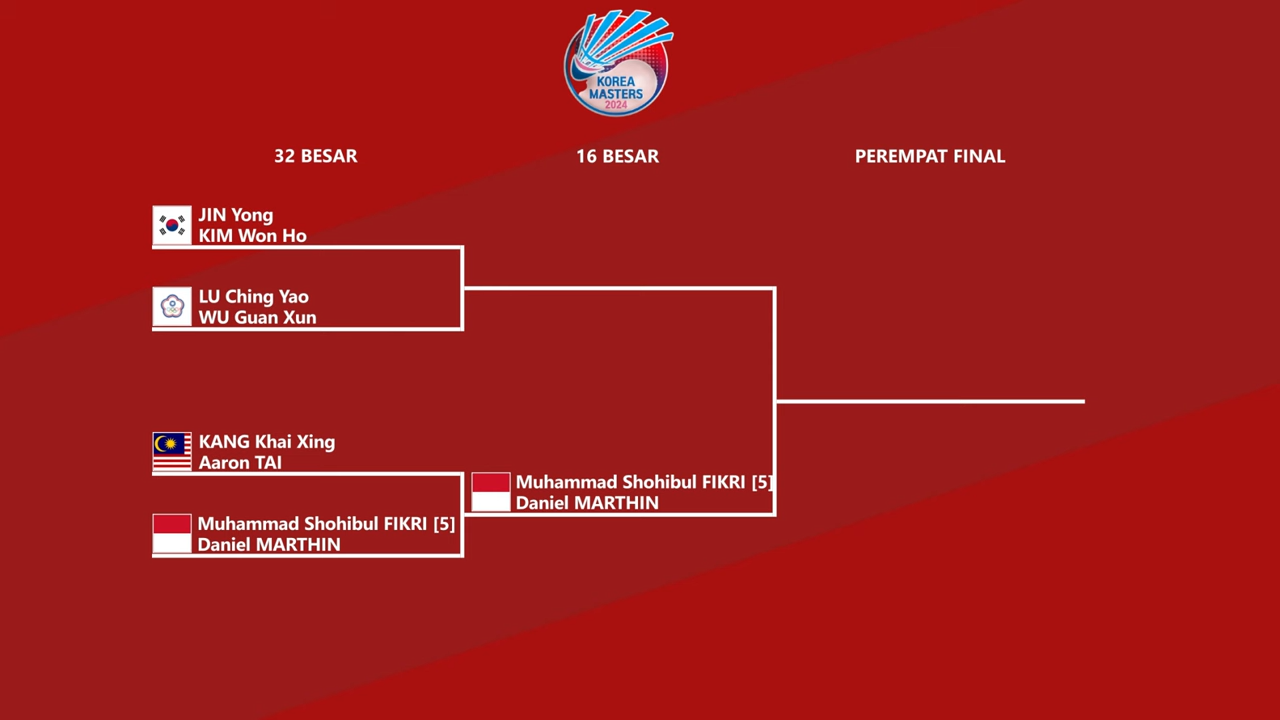 KOREA
MASTERS
2024
32 BESAR
16 BESAR
PEREMPAT FINAL
JIN Yong
KIM Won Ho
LU Ching Yao
WU Guan Xun
KANG Khai Xing
Aaron TAI
Muhammad Shohibul FIKRI [5]
Daniel MARTHIN
Muhammad Shohibul FIKRI [5]
Daniel MARTHIN